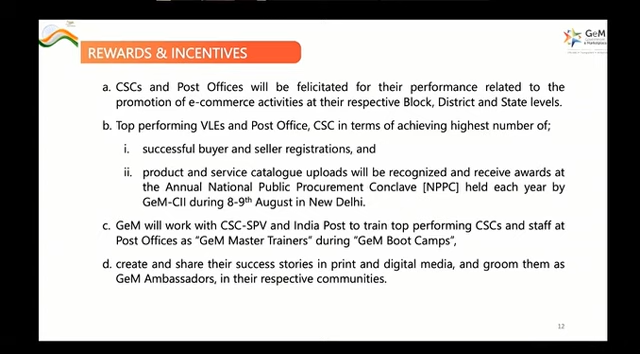 GeM
REWARDS & INCENTIVES
a. CSCs and Post Offices will be felicitated for their performance related to the
promotion of e-commerce activities at their respective Block, District and State levels.
b. Top performing VLEs and Post Office, CSC in terms of achieving highest number of;
i. successful buyer and seller registrations, and
ii. product and service catalogue uploads will be recognized and receive awards at
the Annual National Public Procurement Conclave [NPPC] held each year by
GeM-CII during 8-9th August in New Delhi.
c. GeM will work with CSC-SPV and India Post to train top performing CSCs and staff at
Post Offices as “GeM Master Trainers” during “GeM Boot Camps”,
d. create and share their success stories in print and digital media, and groom them as
GeM Ambassadors, in their respective communities.
12